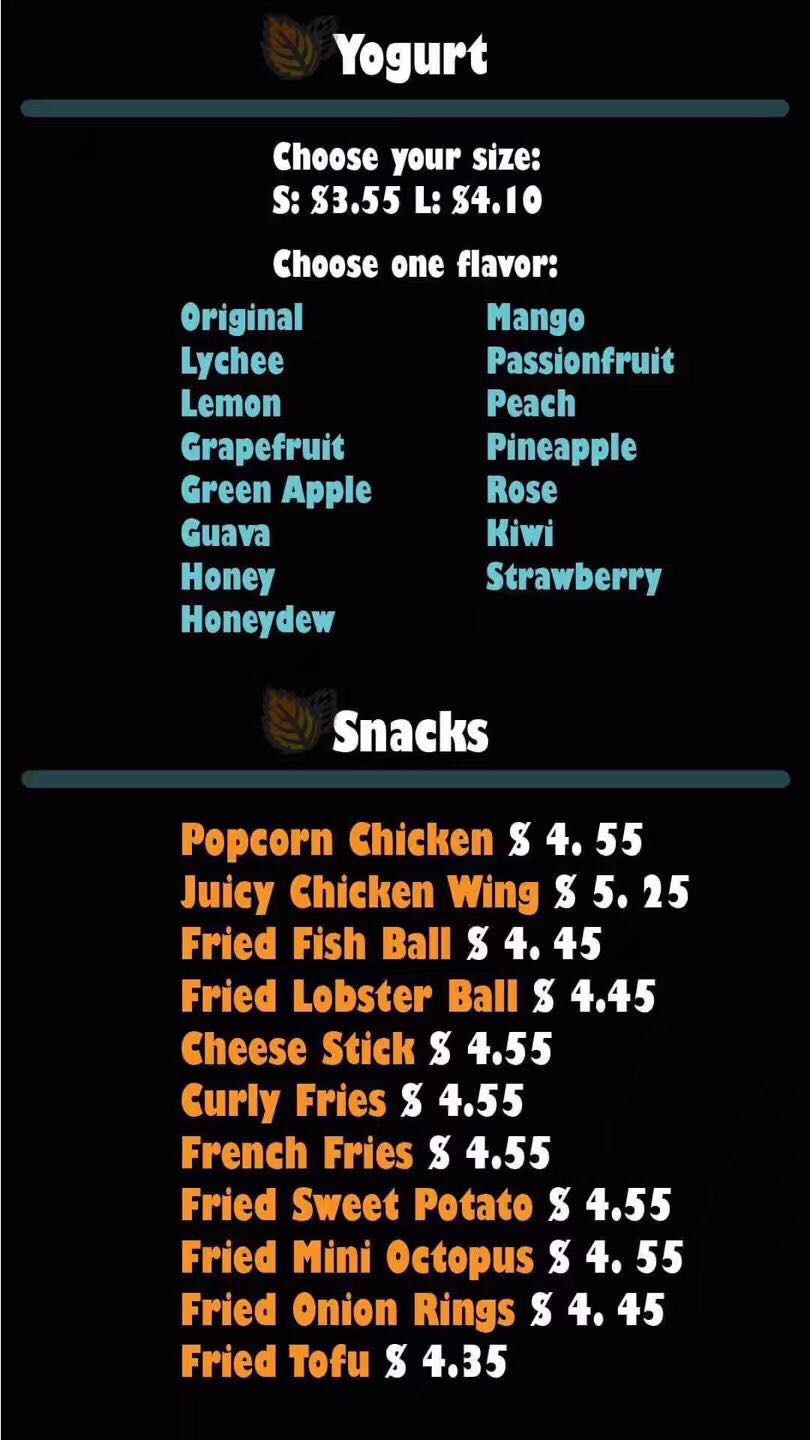 Yogurt
Choose your size:
S: $3.55 L: $4.10
Choose one flavor:
Original
Lychee
Lemon
Grapefruit
Green Apple
Guava
Honey
Honeydew
Mango
Passionfruit
Peach
Pineapple
Rose
Kiwi
Strawberry
Snacks
Popcorn Chicken $ 4. 55
Juicy Chicken Wing $ 5. 25
Fried Fish Ball $ 4. 45
Fried Lobster Ball $ 4.45
Cheese Stick $ 4.55
Curly Fries $ 4.55
French Fries $ 4.55
Fried Sweet Potato $ 4.55
Fried Mini Octopus $ 4. 55
Fried Onion Rings $ 4. 45
Fried Tofu $ 4.35